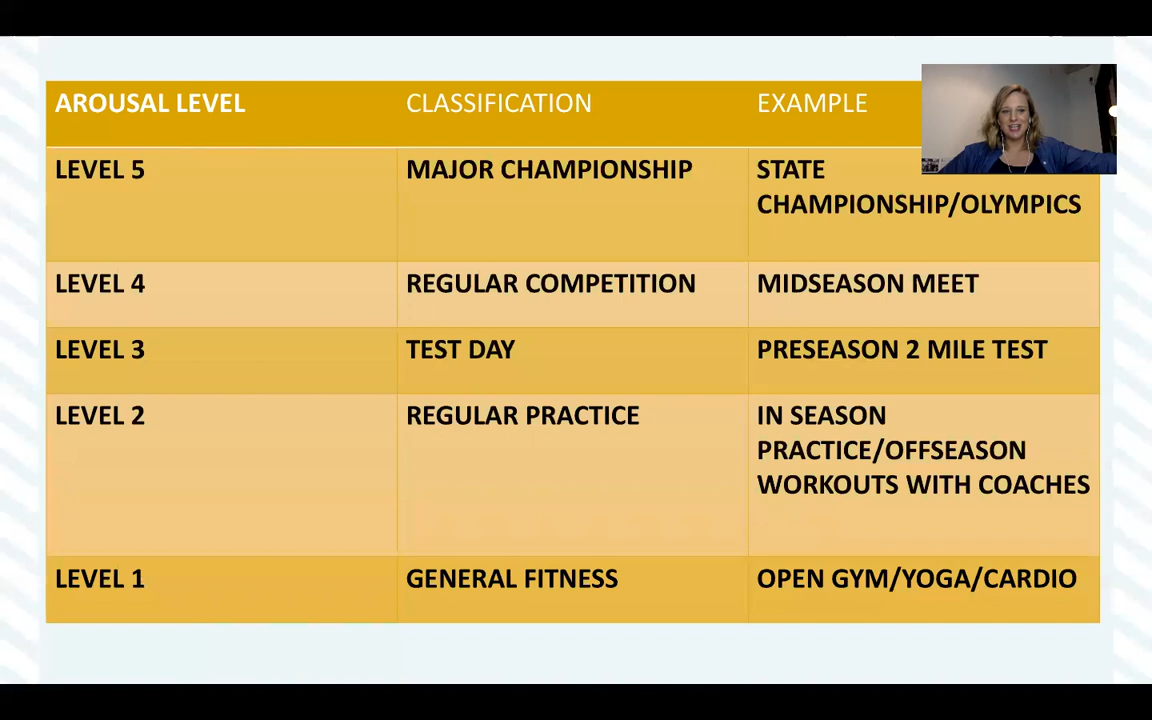 AROUSAL LEVEL CLASSIFICATION EXAMPLE
LEVEL 5 MAJOR CHAMPIONSHIP STATE
CHAMPIONSHIP/OLYMPICS
LEVEL 4 REGULAR COMPETITION MIDSEASON MEET
LEVEL 3 TEST DAY PRESEASON 2 MILE TEST
LEVEL 2 REGULAR PRACTICE IN SEASON
PRACTICE/OFFSEASON
WORKOUTS WITH COACHES
LEVEL 1 GENERAL FITNESS OPEN GYM/YOGA/CARDIO